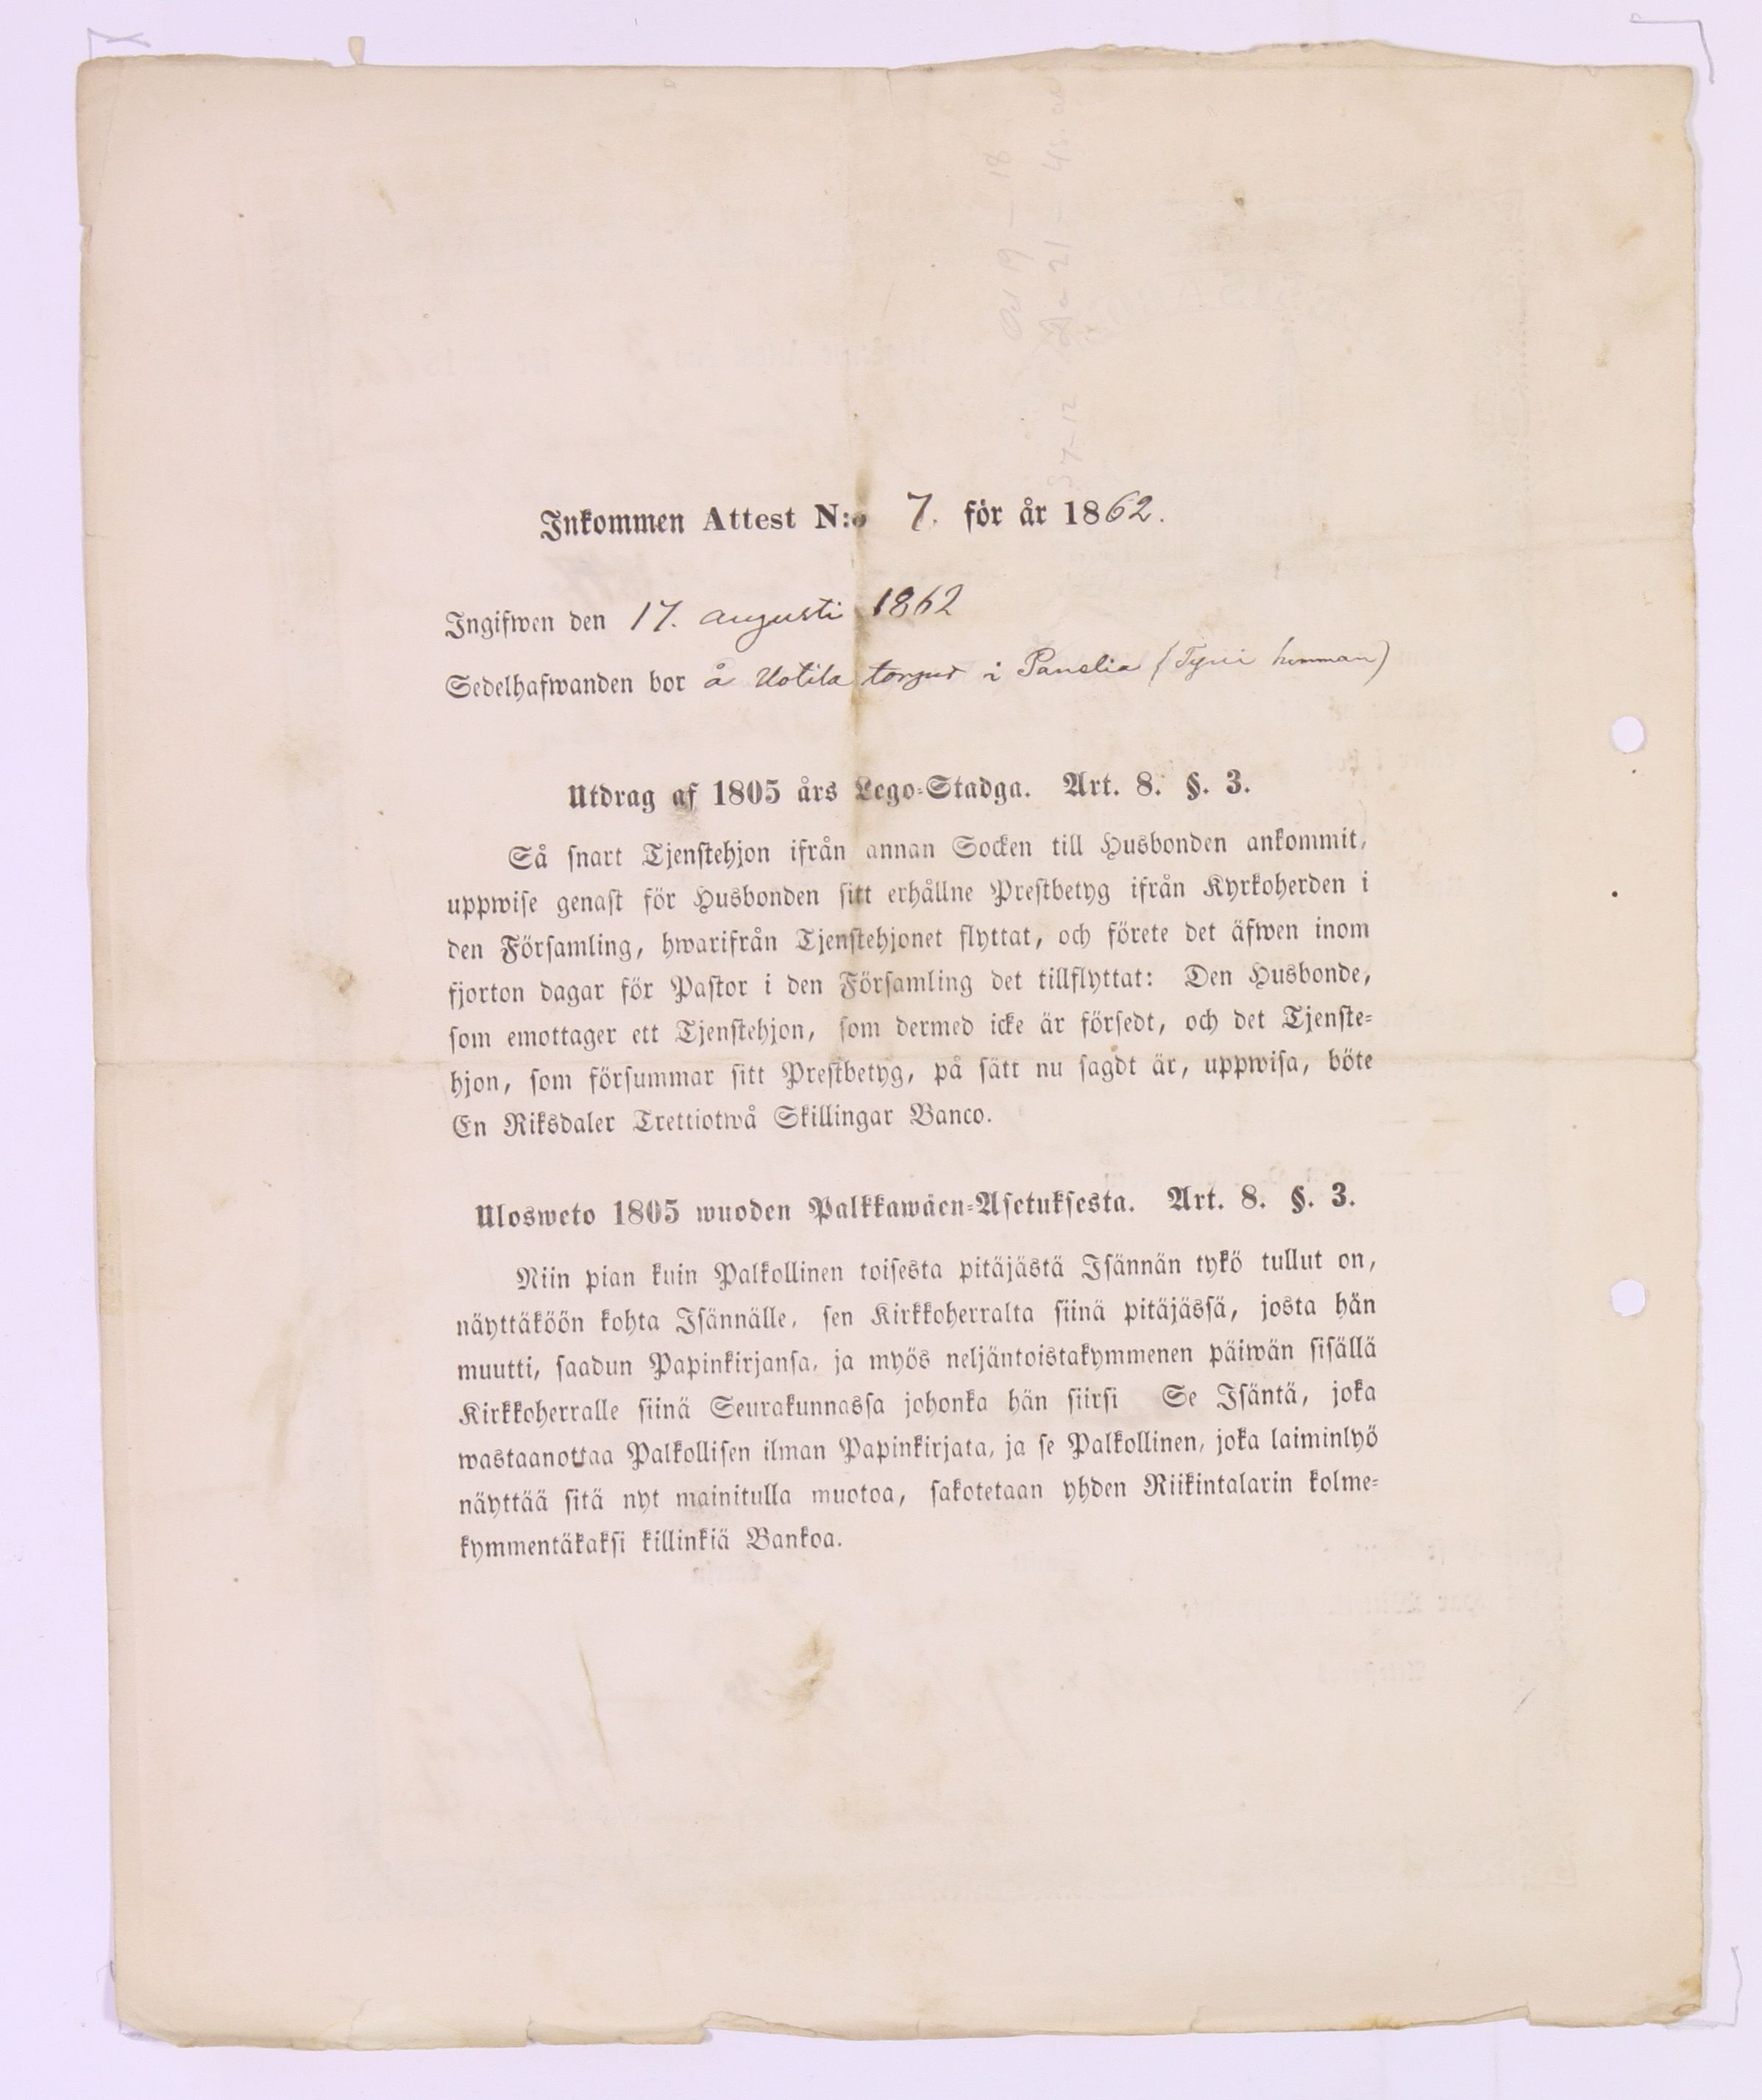 Inkommen Attest N:o 7. för år 1862.
Ingifwen den 17. augusti 1862
Sedelhafwanden bor å Uotila torpus i Panelia (Tyni hemman)
Utdrag af 1805 års Lego-Stadga. Art. 8. §. 3.
Så snart Tjenstehjon ifrån annan Socken till Husbonden ankommit,
uppwise genast för Husbonden sitt erhållne Prestbetyg ifrån Kyrkoherden i
den Församling, hwarifrån Tjenstehjonet flyttat, och förete det äfwen inom
fjorton dagar för Pastor i den Församling det tillflyttat: Den Husbonde,
som emottager ett Tjenstehjon, som dermed icke är försedt, och det Tjenste-
hjon, som försummar sitt Prestbetyg, på sätt nu sagdt är, uppwisa, böte
En Riksdaler Trettiotwå Skillingar Banco.
Ulosweto 1805 wuoden Palkkawäen-Asetuksesta. Art. 8. §. 3.
Niin pian kuin Palkollinen toisesta pitäjästä Isännän tykö tullut on,
näyttäköön kohta Isännälle, sen Kirkkoherralta siinä pitäjässä, josta hän
muutti, saadun Papinkirjansa, ja myös neljäntoistakymmenen päiwän sisällä
Kirkkoherralle siinä Seurakunnassa johonka hän siirsi Se Isäntä, joka
wastaanottaa Palkollisen ilman Papinkirjata, ja se Palkollinen, joka laiminlyö
näyttää sitä nyt mainitulla muotoa, sakotetaan yhden Riikintalarin kolme-
kymmentäkaksi killinkiä Bankoa.